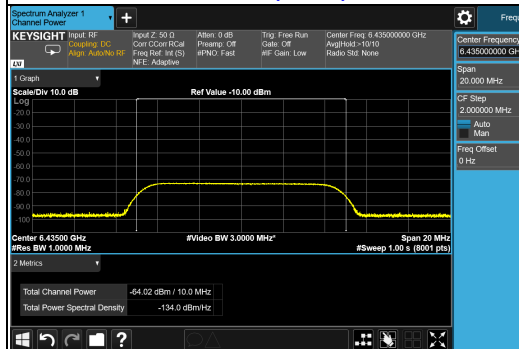 Spectrum Analyzer 1
Channel Power
Frequ
KEYSIGHT
LXI
Input: RF
Coupling: DC
Align: Auto/No RF
Input Z: 50 Ω
Corr CCorr RCal
Freq Ref: Int (S)
NFE: Adaptive
Atten: 0 dB
Preamp: Off
#PNO: Fast
Trig: Free Run
Gate: Off
#IF Gain: Low
Center Freq: 6.435000000 GHz
Avg|Hold:>10/10
Radio Std: None
Center Frequency
6.435000000 GH
Span
20.000 MHz
CF Step
2.000000 MHz
Auto
Man
Freq Offset
0 Hz
1 Graph
Scale/Div 10.0 dB
Ref Value -10.00 dBm
Log
-20.0
-30.0
-40.0
-50.0
-60.0
-70.0
-80.0
-90.0
-100
Center 6.43500 GHz
#Video BW 3.0000 MHz*
Span 20 MHz
#Res BW 1.0000 MHz
#Sweep 1.00 s (8001 pts)
2 Metrics
Total Channel Power -64.02 dBm / 10.0 MHz
Total Power Spectral Density -134.0 dBm/Hz
?